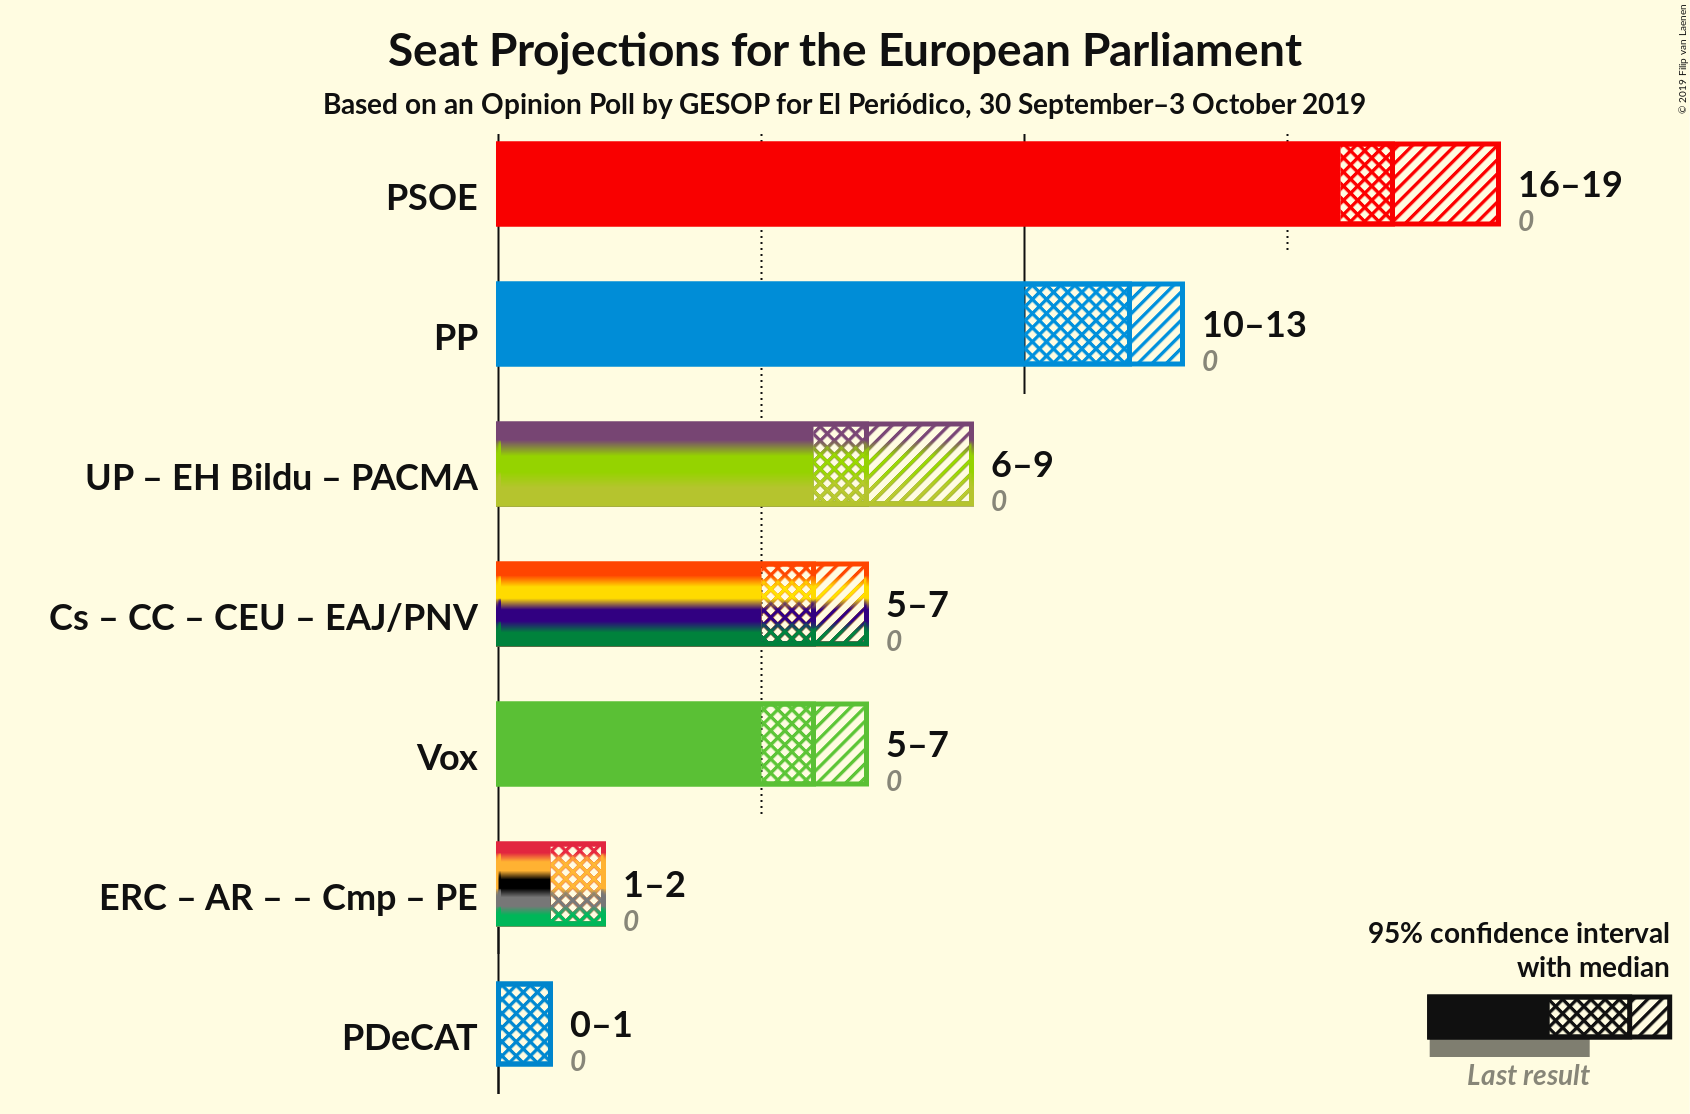 Seat Projections for the European Parliament
Based on an Opinion Poll by GESOP for El Periódico, 30 September–3 October 2019
© 2019 Filip van Laenen
PSOE
16–19
0
PP
10–13
0
UP – EH Bildu – PACMA
6–9
0
Cs – CC – CEU – EAJ/PNV
5–7
0
Vox
5–7
0
ERC – AR – – Cmp – PE
1–2
0
PDeCAT
0–1
0
95% confidence interval
with median
Last result